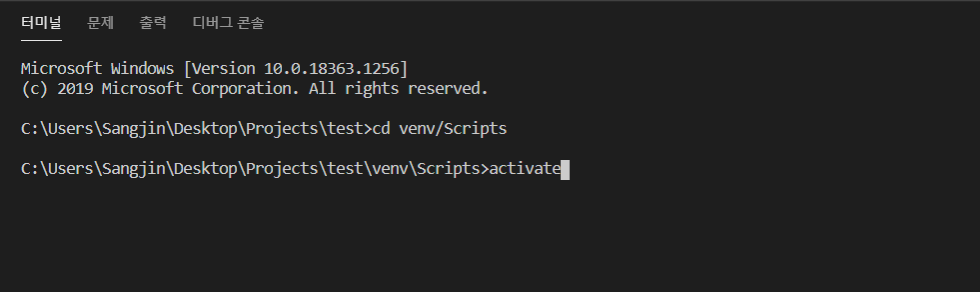 터미널 문제 출력 디버그 콘솔
Microsoft Windows [Version 10.0.18363.1256]
(c) 2019 Microsoft Corporation. All rights reserved.
C:\Users\Sangjin\Desktop\Projects\test>cd venv/Scripts
C:\Users\Sangjin\Desktop\Projects\test\venv\Scripts>activate